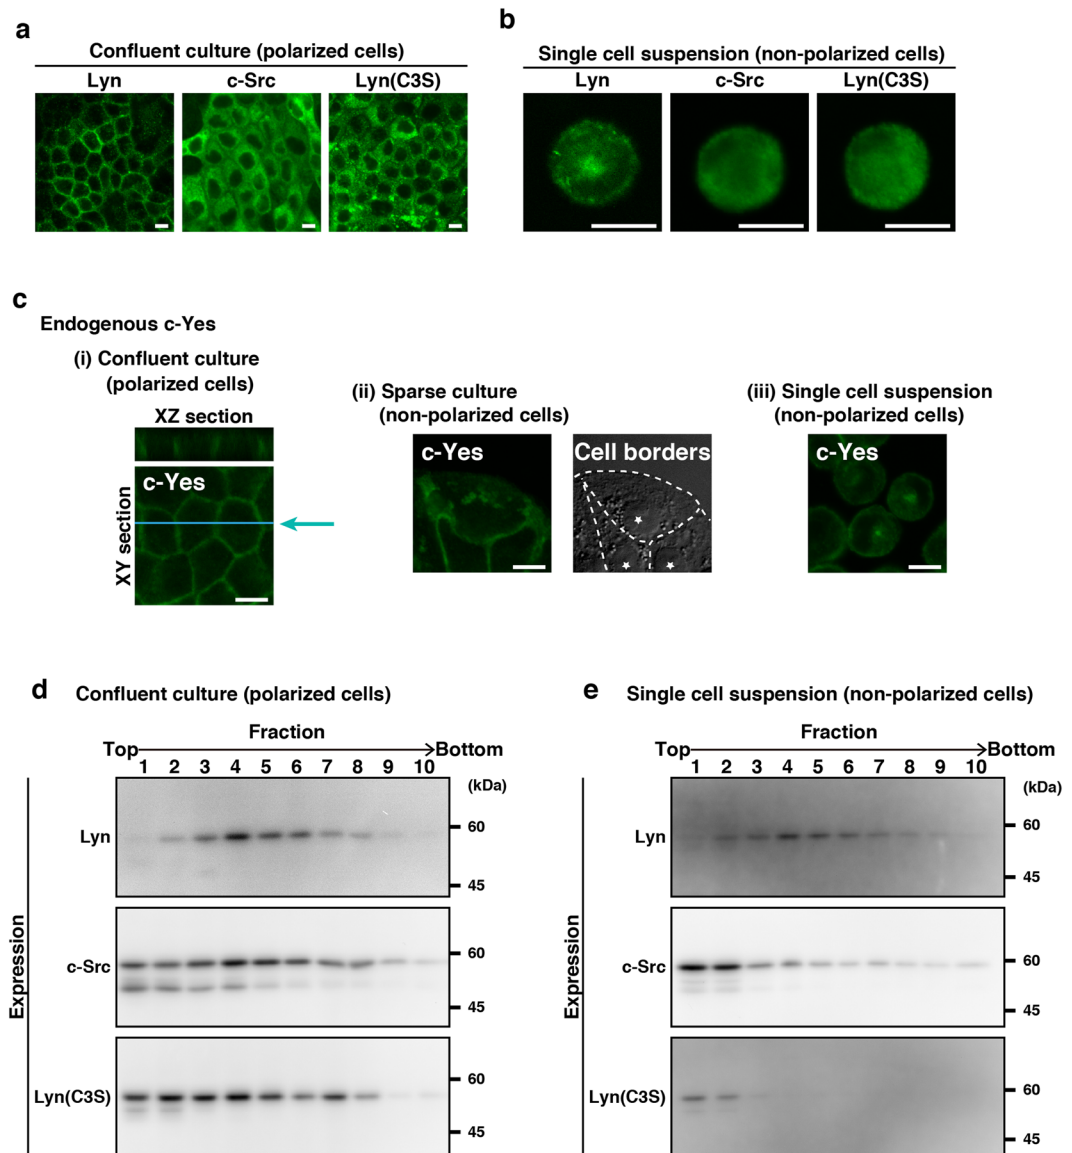 a
Confluent culture (polarized cells)
Lyn c-Src Lyn(C3S)
b
Single cell suspension (non-polarized cells)
Lyn c-Src Lyn(C3S)
c
Endogenous c-Yes
(i) Confluent culture
(polarized cells)
XZ section
c-Yes
XY section
(ii) Sparse culture
(non-polarized cells)
c-Yes
Cell borders
(iii) Single cell suspension
(non-polarized cells)
c-Yes
d
Confluent culture (polarized cells)
Fraction
Top Bottom
1 2 3 4 5 6 7 8 9 10
(kDa)
Expression
Lyn
60
45
c-Src
60
45
Lyn(C3S)
60
45
e
Single cell suspension (non-polarized cells)
Fraction
Top Bottom
1 2 3 4 5 6 7 8 9 10
(kDa)
Expression
Lyn
60
45
c-Src
60
45
Lyn(C3S)
60
45